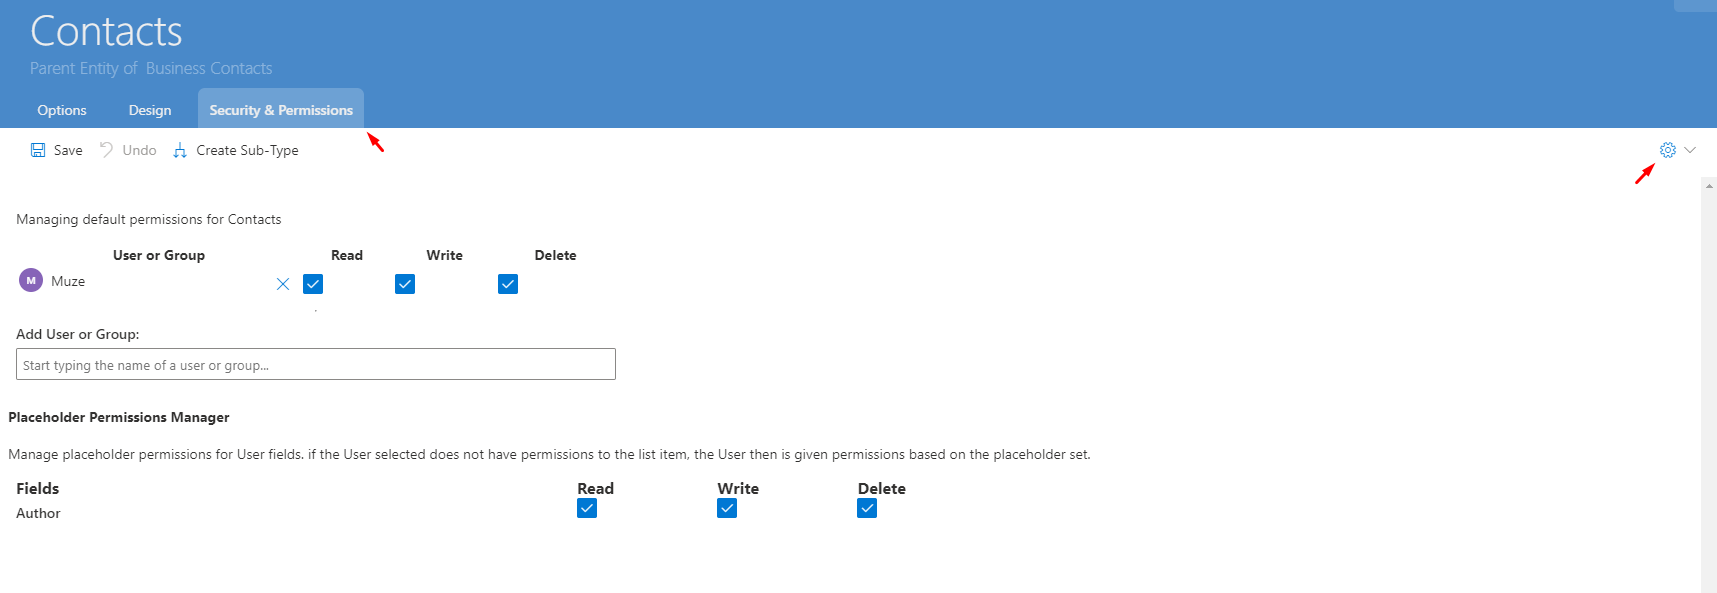 Contacts
Parent Entity of Business Contacts
Options Design Security & Permissions
Save Undo Create Sub-Type
Managing default permissions for Contacts
User or Group Read Write Delete
M Muze
Add User or Group:
Start typing the name of a user or group...
Placeholder Permissions Manager
Manage placeholder permissions for User fields. if the User selected does not have permissions to the list item, the User then is given permissions based on the placeholder set.
Fields Read Write Delete
Author